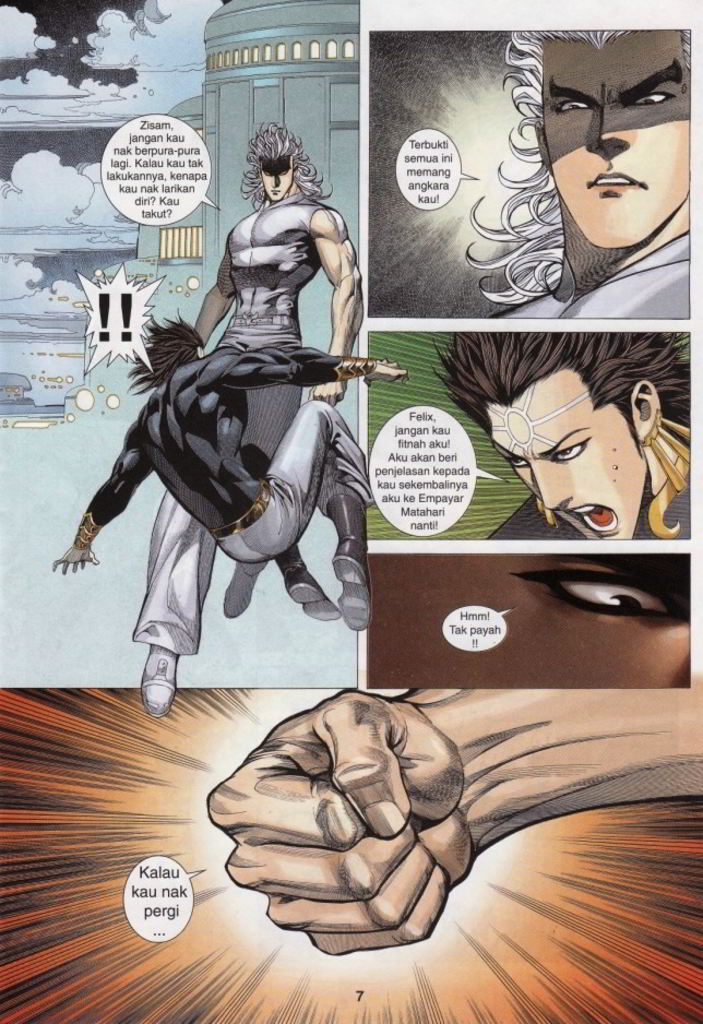 Zisam,
jangan kau
nak berpura-pura
lagi. Kalau kau tak
lakukannya, kenapa
kau nak larikan
diri? Kau
takut?
!!
Terbukti
semua ini
memang
angkara
kau!
Felix,
jangan kau
fitnah aku!
Aku akan beri
penjelasan kepada
kau sekembalinya
aku ke Empayar
Matahari
nanti!
Hmm!
Tak payah
!!
Kalau
kau nak
pergi
...
7